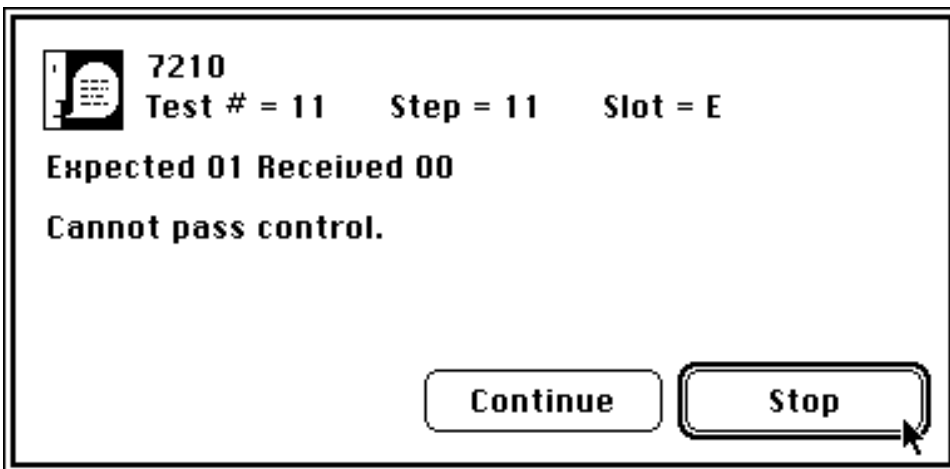 7210
Test # = 11 Step = 11 Slot = E
Expected 01 Received 00
Cannot pass control.
Continue Stop